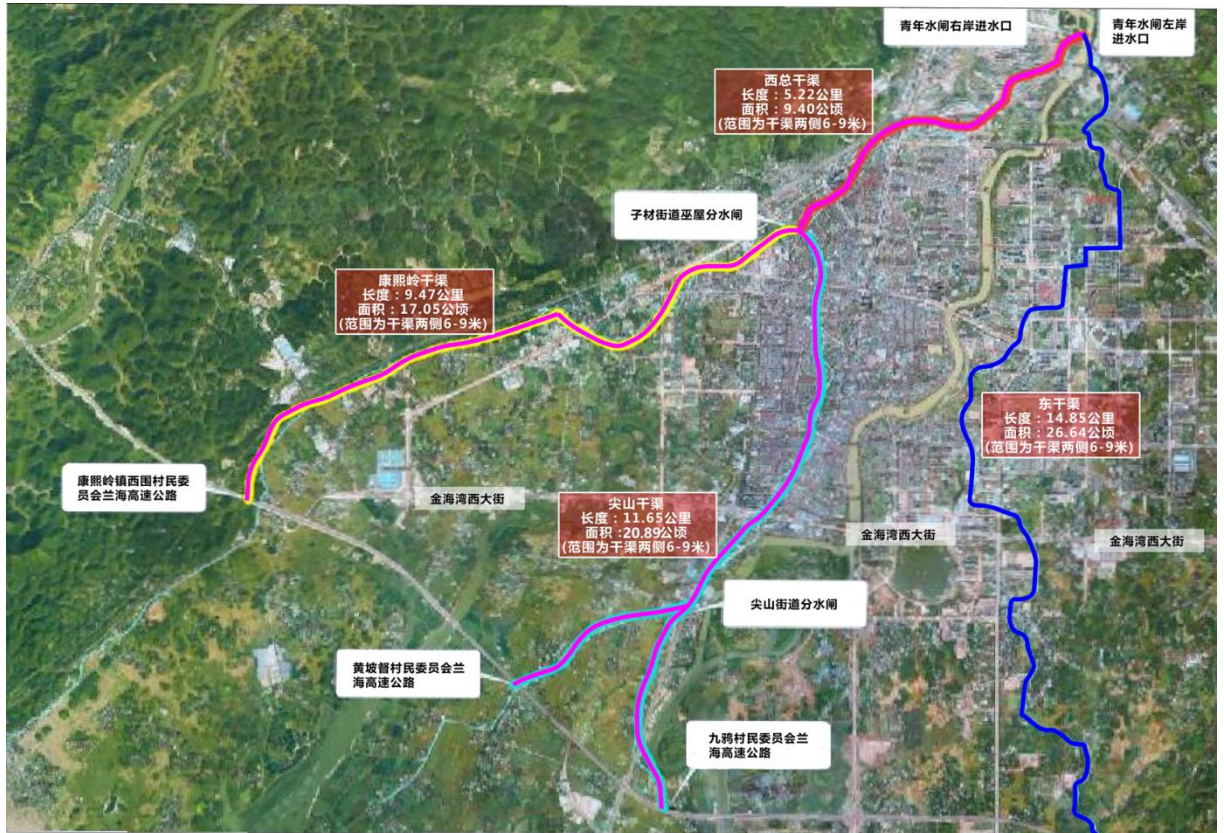 青年水闸右岸进水口
青年水闸左岸
进水口
西总干渠
长度：5.22公里
面积：9.40公顷
(范围为干渠两侧6-9米)
子材街道巫屋分水闸
康熙岭干渠
长度：9.47公里
面积：17.05公顷
(范围为干渠两侧6-9米)
东干渠
长度：14.85公里
面积：26.64公顷
(范围为干渠两侧6-9米)
康熙岭镇西围村民委
员会兰海高速公路
金海湾西大街
尖山干渠
长度：11.65公里
面积:20.89公顷
(范围为干渠两侧6-9米)
金海湾西大街
金海湾西大街
尖山街道分水闸
黄坡督村民委员会兰
海高速公路
九鸦村民委员会兰
海高速公路